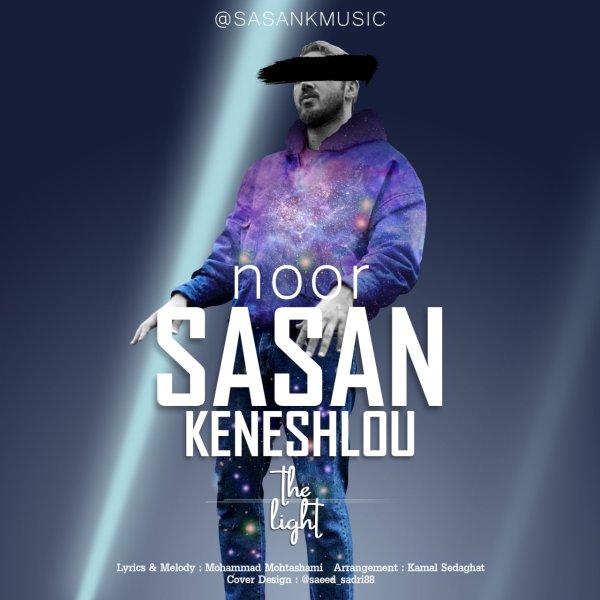 @SASANKMUSIC
noor
SASAN
KENESHLOU
the
light
Lyrics & Melody : Mohammad Mohtashami Arrangement : Kamal Sedaghat
Cover Design : @saeed_sadri88